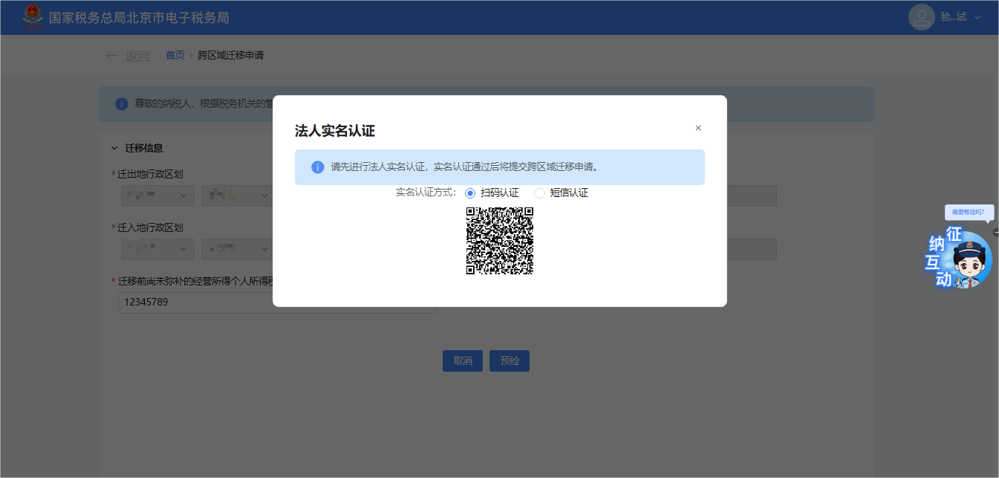 国家税务总局北京市电子税务局
验...试
返回 首页 › 跨区域迁移申请
尊敬的纳税人，根据税务机关的管
迁移信息
*迁出地行政区划
*迁入地行政区划
*迁移前尚未弥补的经营所得个人所得税
12345789
取消 预检
法人实名认证
×
请先进行法人实名认证，实名认证通过后将提交跨区域迁移申请。
实名认证方式： 扫码认证 短信认证
需要帮助吗?
征纳互动